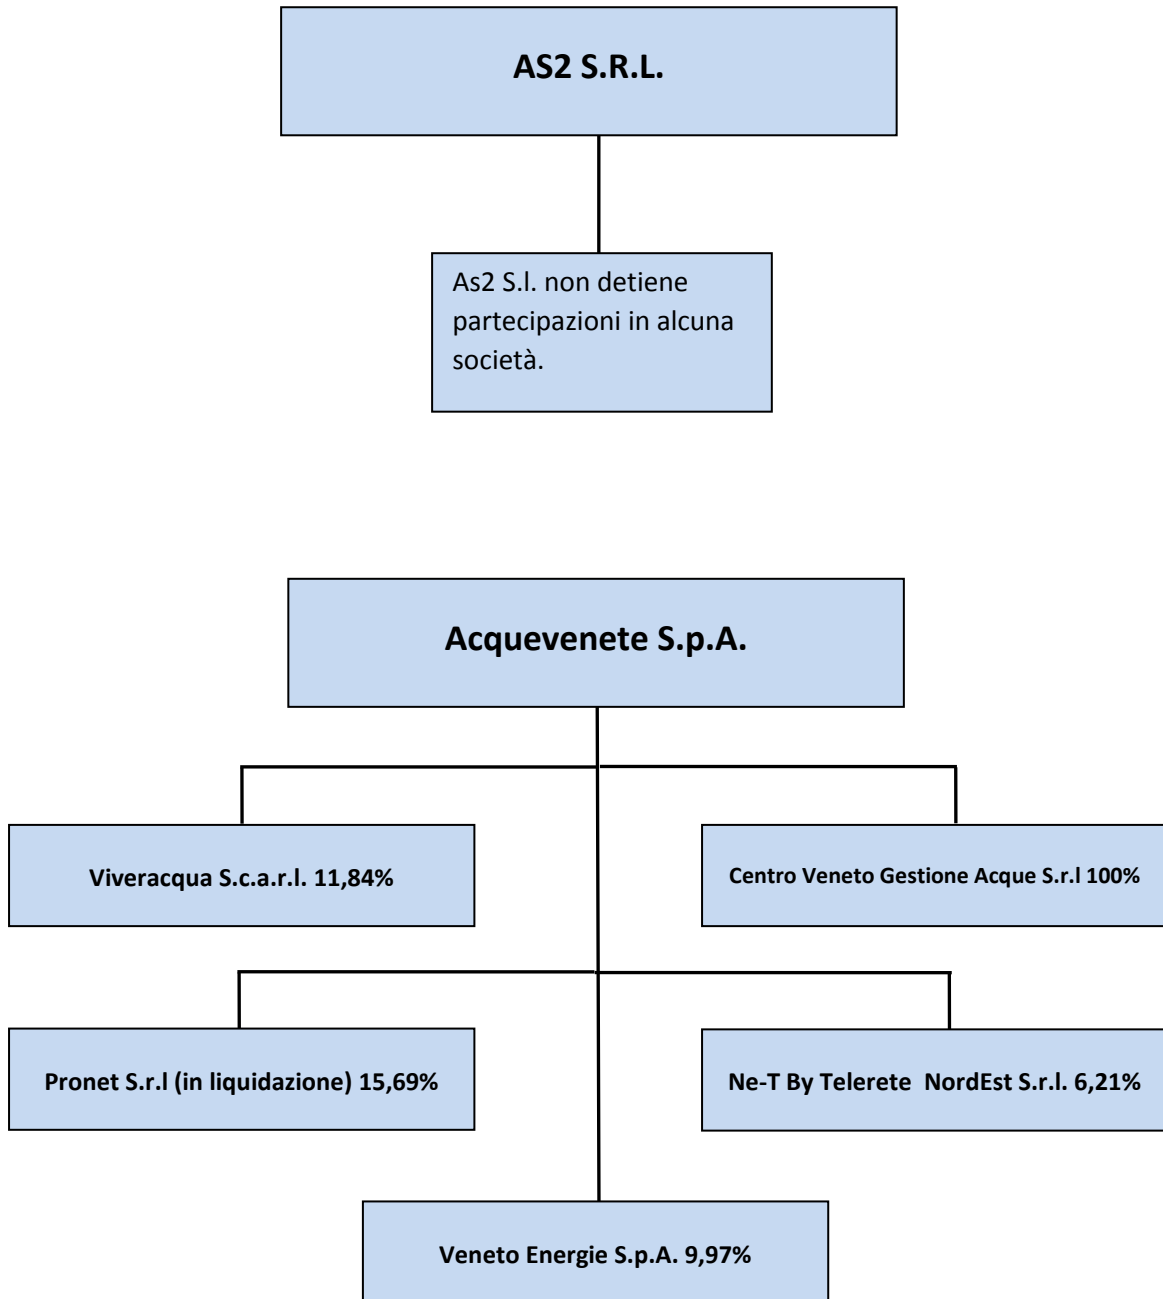 AS2 S.R.L.
As2 S.l. non detiene
partecipazioni in alcuna
società.
Acquevenete S.p.A.
Viveracqua S.c.a.r.l. 11,84%
Centro Veneto Gestione Acque S.r.l 100%
Pronet S.r.l (in liquidazione) 15,69%
Ne-T By Telerete  NordEst S.r.l. 6,21%
Veneto Energie S.p.A. 9,97%